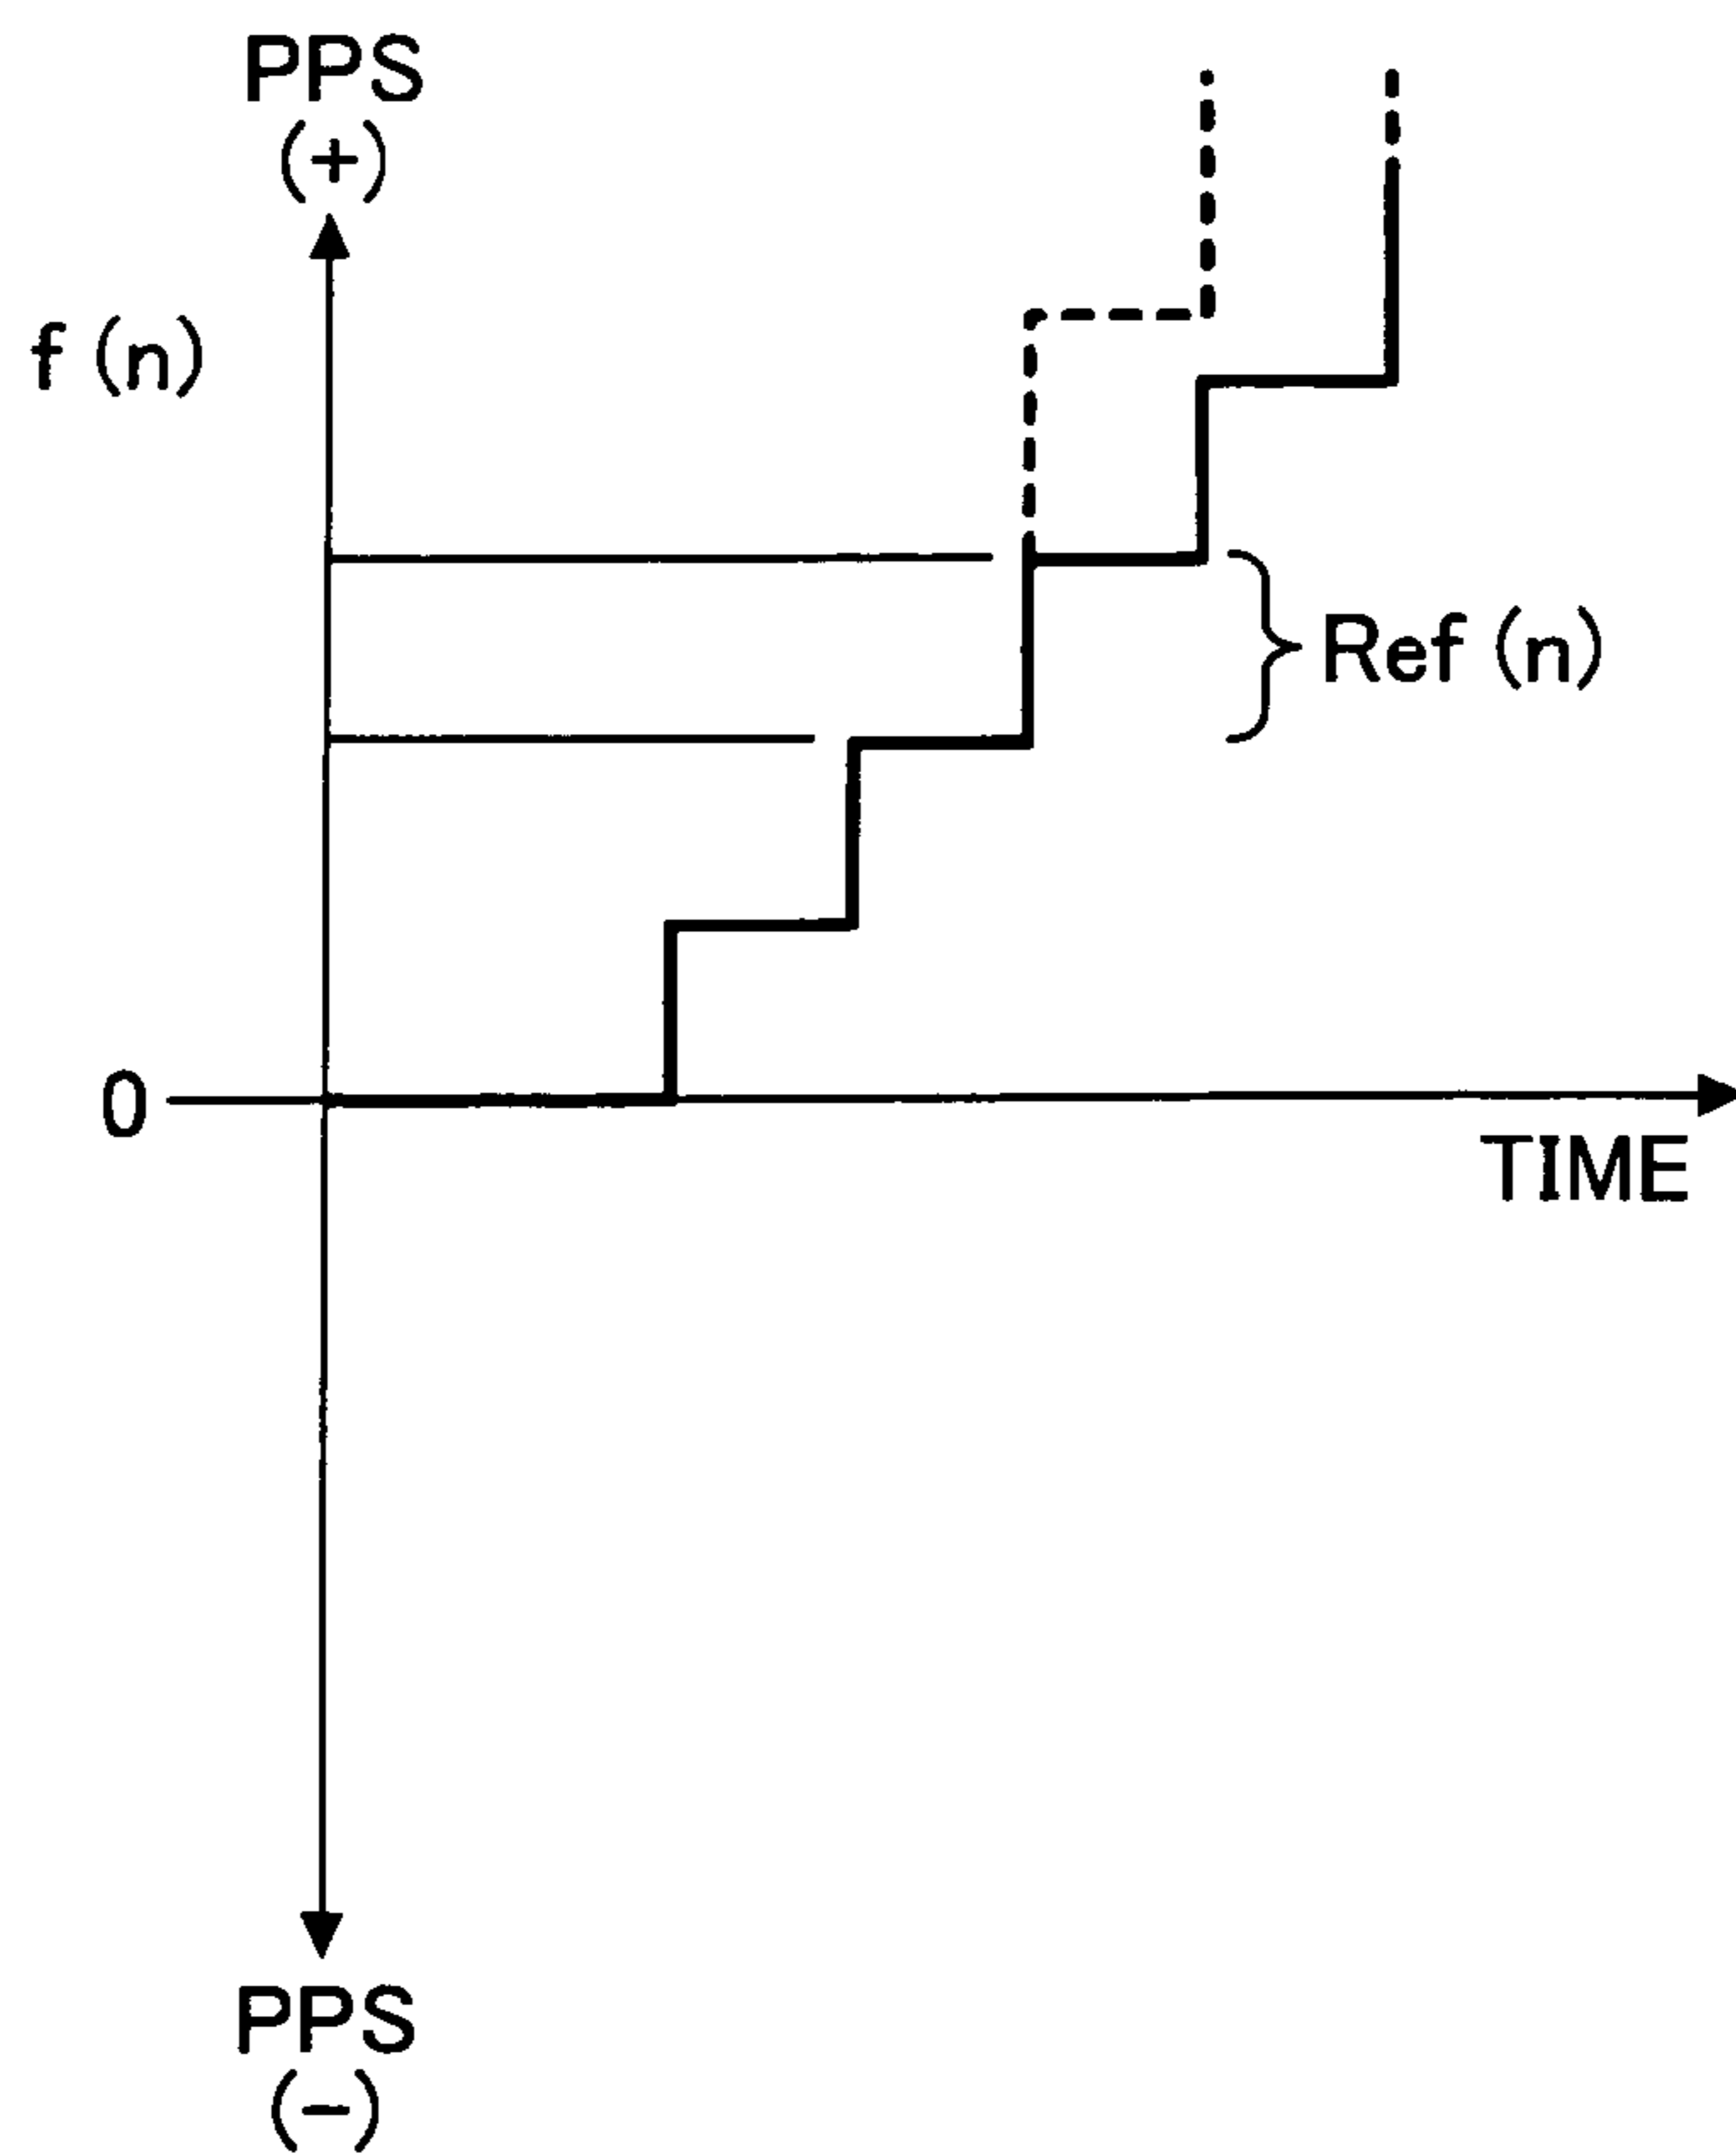 PPS
(+)
f (n)
Ref (n)
0
TIME
PPS
(−)